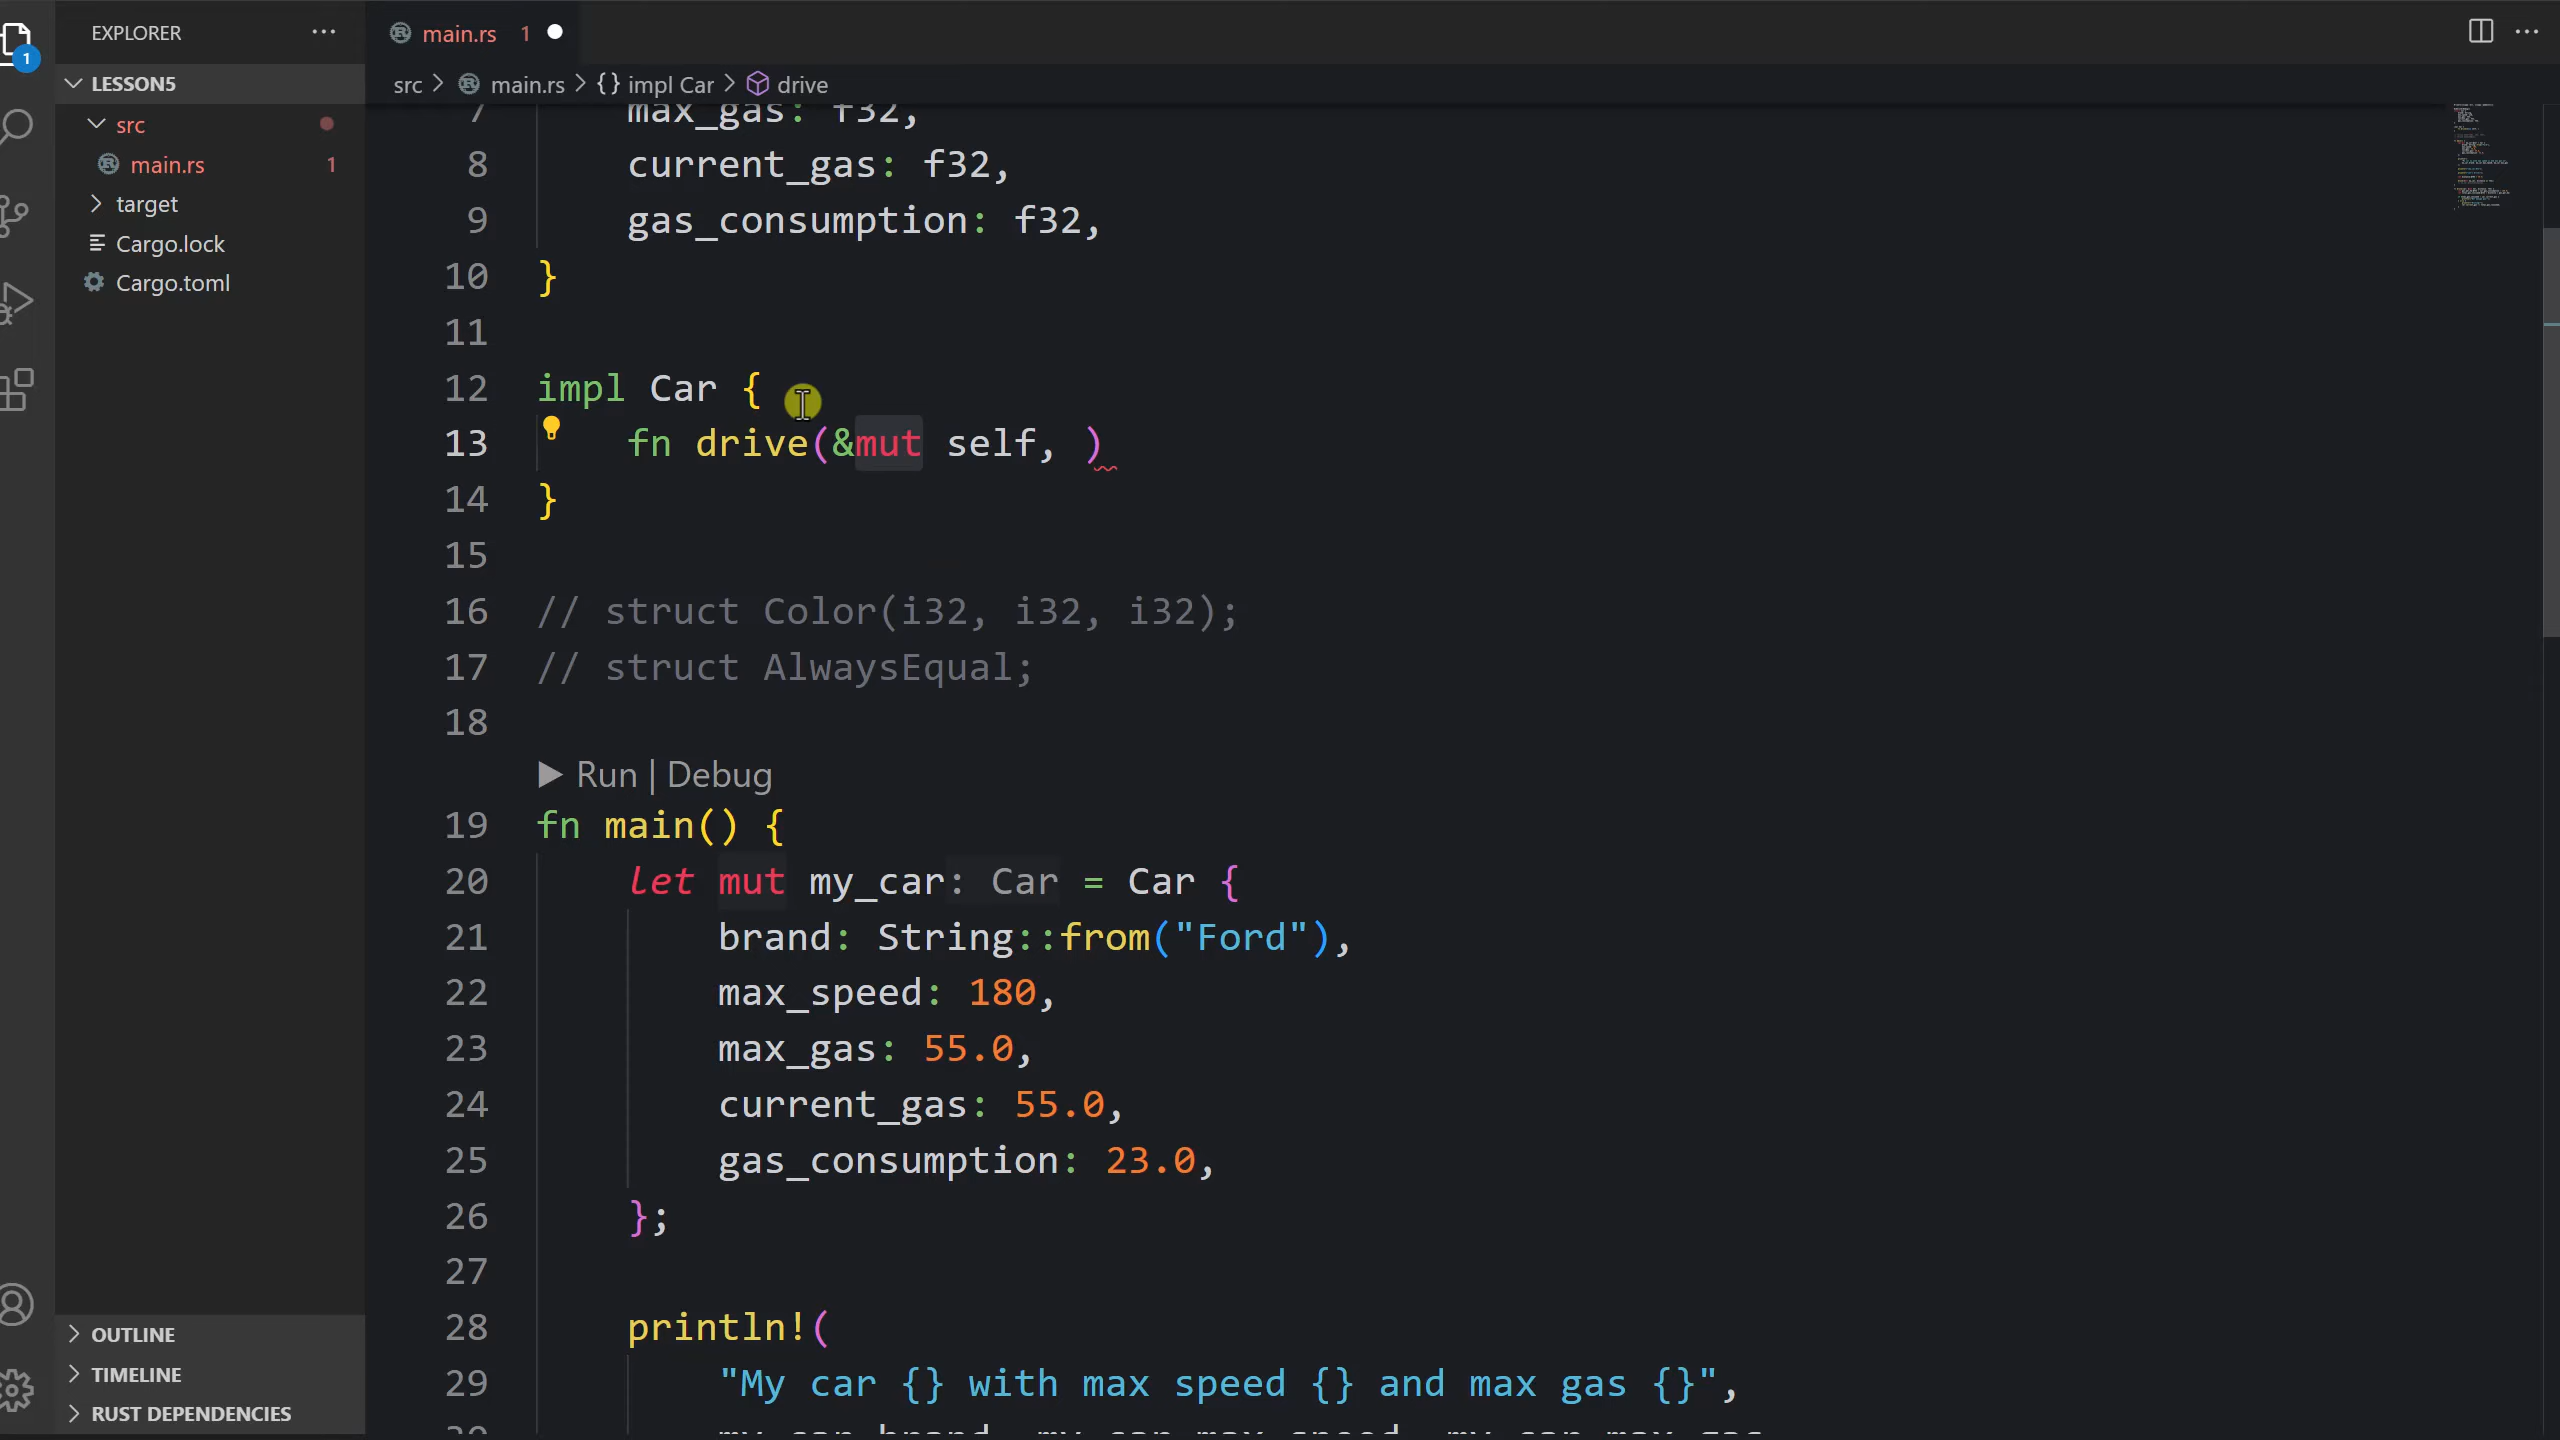 EXPLORER
main.rs 1
1
LESSON5
src > main.rs > {} impl Car > drive
src
main.rs 1
target
Cargo.lock
Cargo.toml
7 max_gas: f32,
8 current_gas: f32,
9 gas_consumption: f32,
10 }
11
12 impl Car {
13 fn drive(&mut self, )
14 }
15
16 // struct Color(i32, i32, i32);
17 // struct AlwaysEqual;
18
▶ Run | Debug
19 fn main() {
20 let mut my_car: Car = Car {
21 brand: String::from("Ford"),
22 max_speed: 180,
23 max_gas: 55.0,
24 current_gas: 55.0,
25 gas_consumption: 23.0,
26 };
27
28 println!(
29 "My car {} with max speed {} and max gas {}",
OUTLINE
TIMELINE
RUST DEPENDENCIES